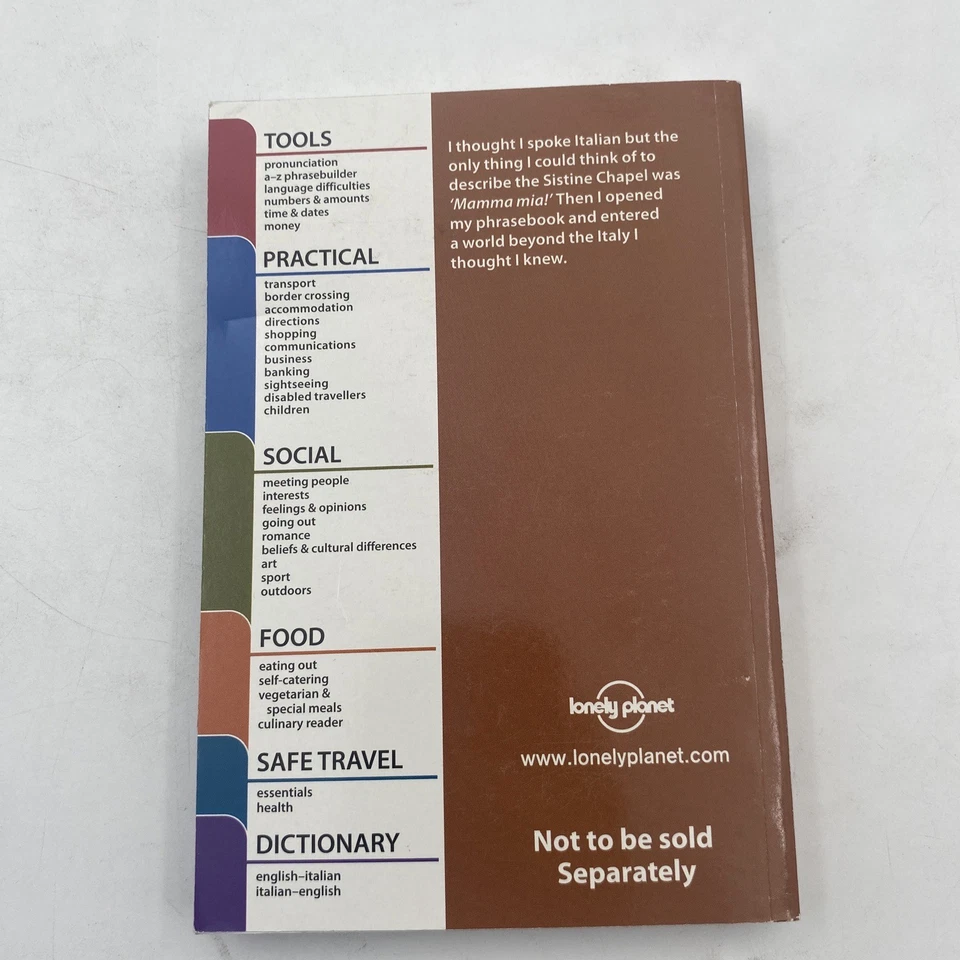 TOOLS
pronunciation
a–z phrasebuilder
language difficulties
numbers & amounts
time & dates
money
PRACTICAL
transport
border crossing
accommodation
directions
shopping
communications
business
banking
sightseeing
disabled travellers
children
SOCIAL
meeting people
interests
feelings & opinions
going out
romance
beliefs & cultural differences
art
sport
outdoors
FOOD
eating out
self-catering
vegetarian &
special meals
culinary reader
SAFE TRAVEL
essentials
health
DICTIONARY
english–italian
italian–english
I thought I spoke Italian but the
only thing I could think of to
describe the Sistine Chapel was
‘Mamma mia!’ Then I opened
my phrasebook and entered
a world beyond the Italy I
thought I knew.
lonely planet
www.lonelyplanet.com
Not to be sold
Separately